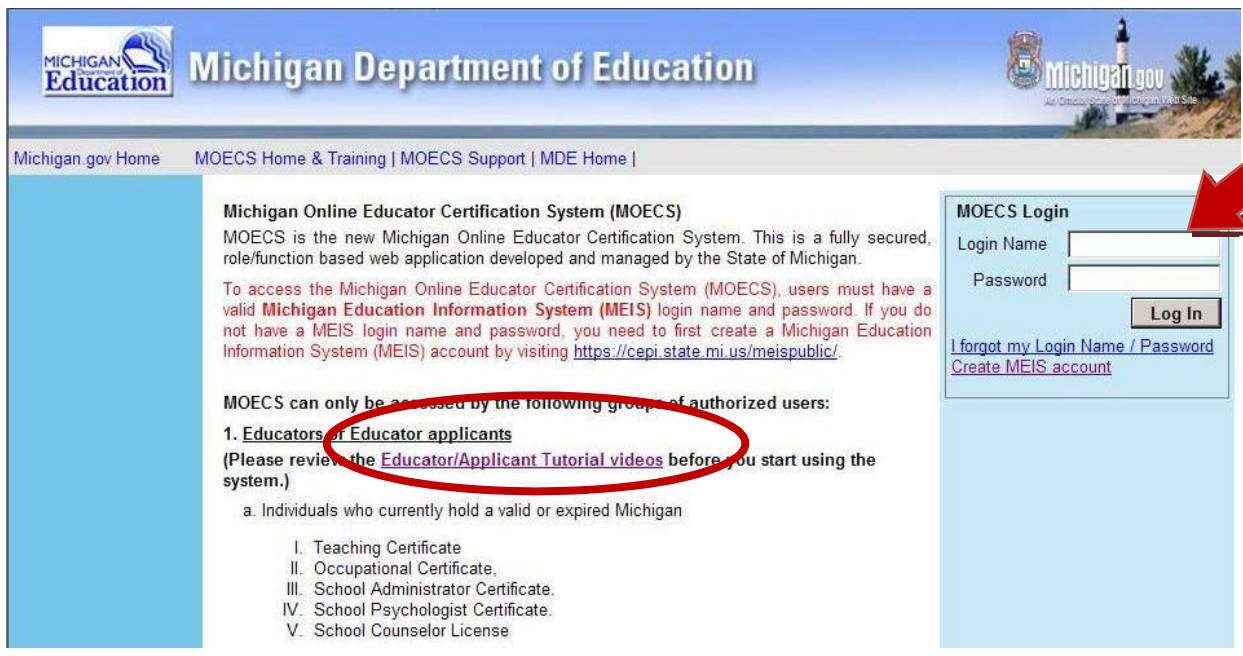 MICHIGAN
Department of
Education
Michigan Department of Education
Michigan.gov
An Official State of Michigan Web Site
Michigan.gov Home MOECS Home & Training | MOECS Support | MDE Home |
Michigan Online Educator Certification System (MOECS)
MOECS is the new Michigan Online Educator Certification System. This is a fully secured,
role/function based web application developed and managed by the State of Michigan.
To access the Michigan Online Educator Certification System (MOECS), users must have a
valid Michigan Education Information System (MEIS) login name and password. If you do
not have a MEIS login name and password, you need to first create a Michigan Education
Information System (MEIS) account by visiting https://cepi.state.mi.us/meispublic/.
MOECS can only be accessed by the following groups of authorized users:
1. Educators or Educator applicants
(Please review the Educator/Applicant Tutorial videos before you start using the
system.)
a. Individuals who currently hold a valid or expired Michigan
I. Teaching Certificate
II. Occupational Certificate,
III. School Administrator Certificate.
IV. School Psychologist Certificate.
V. School Counselor License
MOECS Login
Login Name
Password
Log In
I forgot my Login Name / Password
Create MEIS account